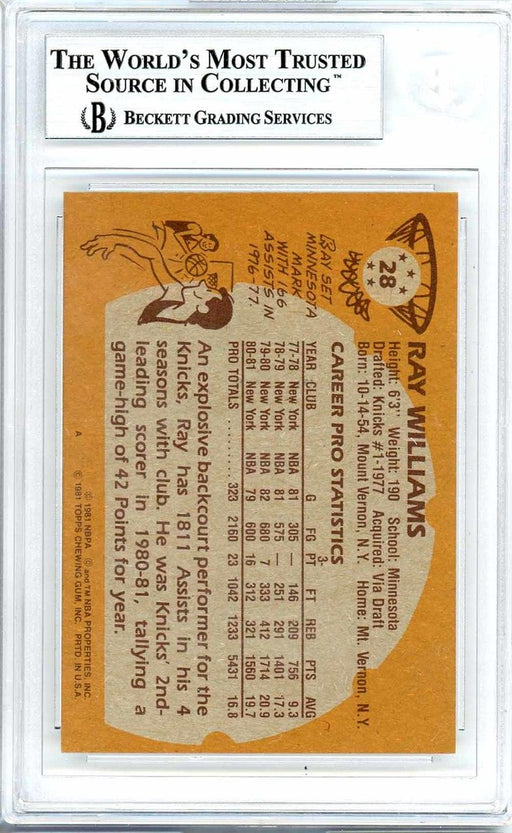 THE WORLD'S MOST TRUSTED
SOURCE IN COLLECTING™
B BECKETT GRADING SERVICES
28
RAY WILLIAMS
Height: 6'3" Weight: 190 School: Minnesota
Drafted: Knicks #1-1977 Acquired: Via Draft
Born: 10-14-54, Mount Vernon, N.Y. Home: Mt. Vernon, N.Y.
RAY SET
MINNESOTA
MARK
WITH 166
ASSISTS IN
1976-77.
CAREER PRO STATISTICS
3-
YEAR CLUB G FG PT FT REB PTS AVG
77-78 New York NBA 81 305 — 146 209 756 9.3
78-79 New York NBA 81 575 — 251 291 1401 17.3
79-80 New York NBA 82 680 7 333 412 1714 20.9
80-81 New York NBA 79 600 16 312 321 1560 19.7
PRO TOTALS .......... 323 2160 23 1042 1233 5431 16.8
An explosive backcourt performer for the
Knicks, Ray has 1811 Assists in his 4
seasons with club. He was Knicks' 2nd-
leading scorer in 1980-81, tallying a
game-high of 42 Points for year.
A
© 1981 NBPA © and TM NBA PROPERTIES, INC.
© 1981 TOPPS CHEWING GUM, INC. PRTD. IN U.S.A.